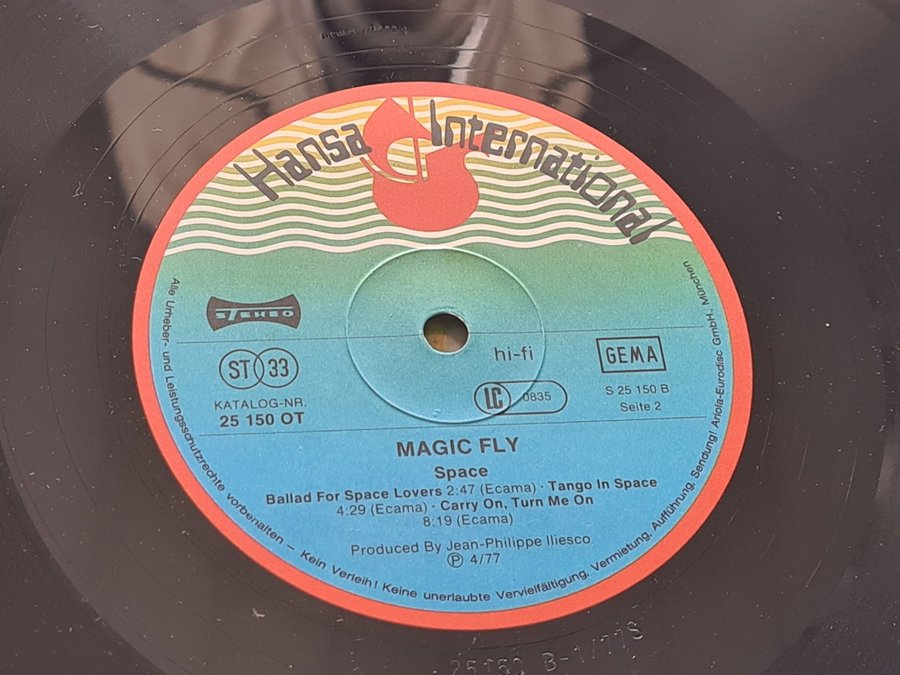 Hansa International
STEREO
ST 33
hi-fi
GEMA
KATALOG-NR.
25 150 OT
LC 0835
S 25 150 B
Seite 2
MAGIC FLY
Space
Ballad For Space Lovers 2:47 (Ecama) · Tango In Space
4:29 (Ecama) · Carry On, Turn Me On
8:19 (Ecama)
Produced By Jean-Philippe Iliesco
Ⓟ 4/77
Alle Urheber- und Leistungsschutzrechte vorbehalten – Kein Verleih! Keine unerlaubte Vervielfältigung, Vermietung, Aufführung, Sendung! Ariola-Eurodisc GmbH., München
25150 B-1/77 S